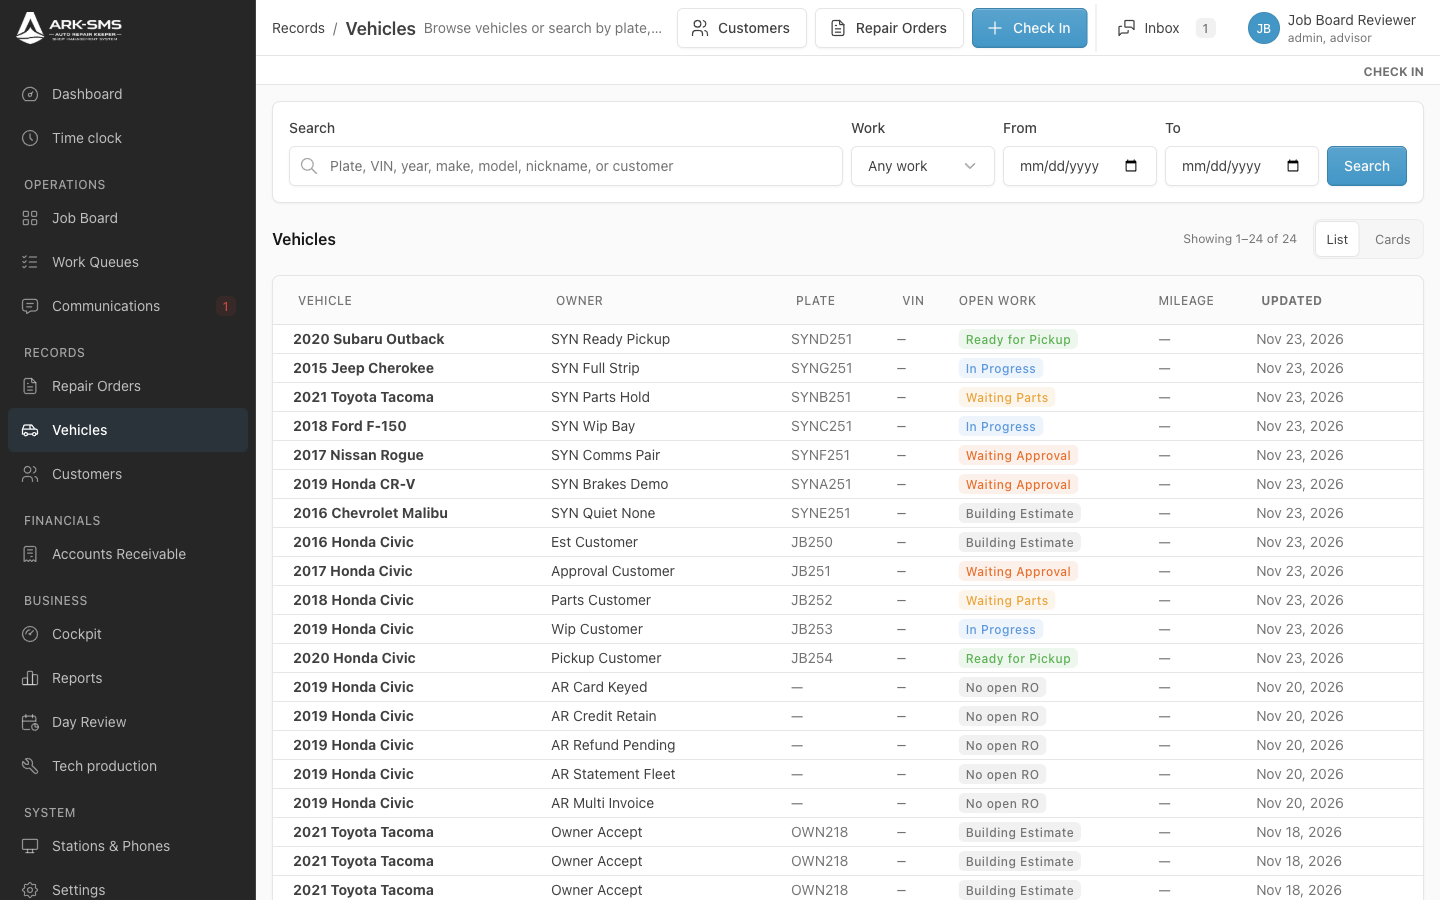 ARK-SMS
AUTO REPAIR KEEPER
SHOP MANAGEMENT SYSTEM
Dashboard
Time clock
OPERATIONS
Job Board
Work Queues
Communications 1
RECORDS
Repair Orders
Vehicles
Customers
FINANCIALS
Accounts Receivable
BUSINESS
Cockpit
Reports
Day Review
Tech production
SYSTEM
Stations & Phones
Settings
Records / Vehicles Browse vehicles or search by plate,... Customers Repair Orders Check In Inbox 1 JB Job Board Reviewer
admin, advisor
CHECK IN
Search Work From To
Plate, VIN, year, make, model, nickname, or customer Any work mm/dd/yyyy mm/dd/yyyy Search
Vehicles Showing 1–24 of 24 List Cards
VEHICLE OWNER PLATE VIN OPEN WORK MILEAGE UPDATED
2020 Subaru Outback SYN Ready Pickup SYND251 — Ready for Pickup — Nov 23, 2026
2015 Jeep Cherokee SYN Full Strip SYNG251 — In Progress — Nov 23, 2026
2021 Toyota Tacoma SYN Parts Hold SYNB251 — Waiting Parts — Nov 23, 2026
2018 Ford F-150 SYN Wip Bay SYNC251 — In Progress — Nov 23, 2026
2017 Nissan Rogue SYN Comms Pair SYNF251 — Waiting Approval — Nov 23, 2026
2019 Honda CR-V SYN Brakes Demo SYNA251 — Waiting Approval — Nov 23, 2026
2016 Chevrolet Malibu SYN Quiet None SYNE251 — Building Estimate — Nov 23, 2026
2016 Honda Civic Est Customer JB250 — Building Estimate — Nov 23, 2026
2017 Honda Civic Approval Customer JB251 — Waiting Approval — Nov 23, 2026
2018 Honda Civic Parts Customer JB252 — Waiting Parts — Nov 23, 2026
2019 Honda Civic Wip Customer JB253 — In Progress — Nov 23, 2026
2020 Honda Civic Pickup Customer JB254 — Ready for Pickup — Nov 23, 2026
2019 Honda Civic AR Card Keyed — — No open RO — Nov 20, 2026
2019 Honda Civic AR Credit Retain — — No open RO — Nov 20, 2026
2019 Honda Civic AR Refund Pending — — No open RO — Nov 20, 2026
2019 Honda Civic AR Statement Fleet — — No open RO — Nov 20, 2026
2019 Honda Civic AR Multi Invoice — — No open RO — Nov 20, 2026
2021 Toyota Tacoma Owner Accept OWN218 — Building Estimate — Nov 18, 2026
2021 Toyota Tacoma Owner Accept OWN218 — Building Estimate — Nov 18, 2026
2021 Toyota Tacoma Owner Accept OWN218 — Building Estimate — Nov 18, 2026